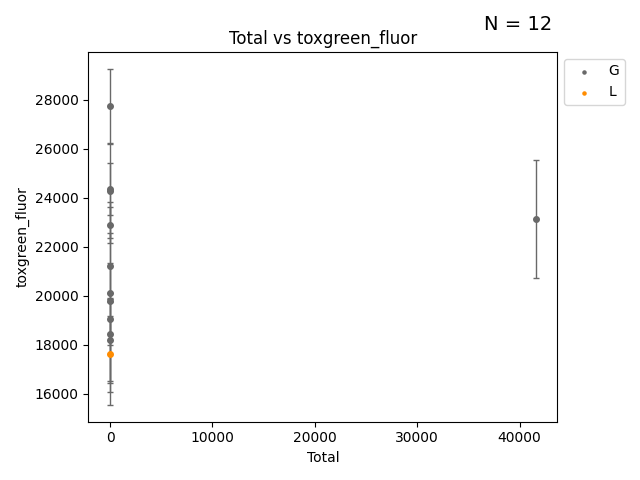 N = 12
Total vs toxgreen_fluor
G
L
28000
26000
24000
22000
20000
18000
16000
toxgreen_fluor
0 10000 20000 30000 40000
Total